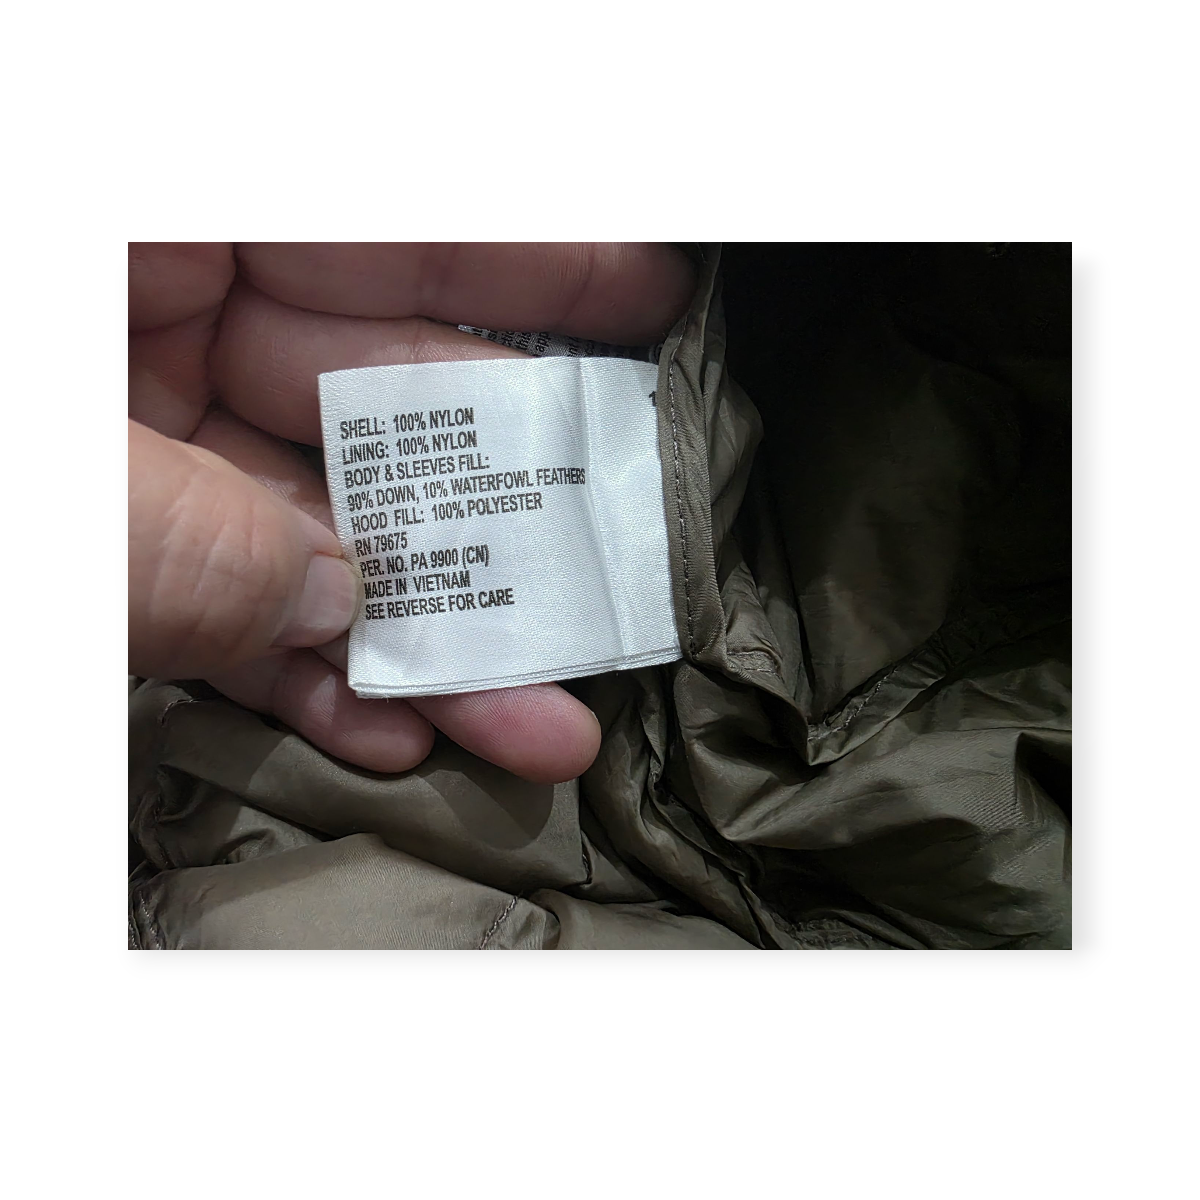 SHELL: 100% NYLON
LINING: 100% NYLON
BODY & SLEEVES FILL:
90% DOWN, 10% WATERFOWL FEATHERS
HOOD FILL: 100% POLYESTER
RN 79675
PER. NO. PA 9900 (CN)
MADE IN VIETNAM
SEE REVERSE FOR CARE